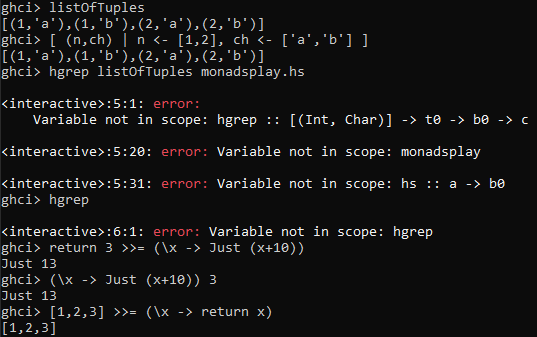 ghci> listOfTuples
[(1,'a'),(1,'b'),(2,'a'),(2,'b')]
ghci> [ (n,ch) | n <- [1,2], ch <- ['a','b'] ]
[(1,'a'),(1,'b'),(2,'a'),(2,'b')]
ghci> hgrep listOfTuples monadsplay.hs

<interactive>:5:1: error:
    Variable not in scope: hgrep :: [(Int, Char)] -> t0 -> b0 -> c

<interactive>:5:20: error: Variable not in scope: monadsplay

<interactive>:5:31: error: Variable not in scope: hs :: a -> b0
ghci> hgrep

<interactive>:6:1: error: Variable not in scope: hgrep
ghci> return 3 >>= (\x -> Just (x+10))
Just 13
ghci> (\x -> Just (x+10)) 3
Just 13
ghci> [1,2,3] >>= (\x -> return x)
[1,2,3]